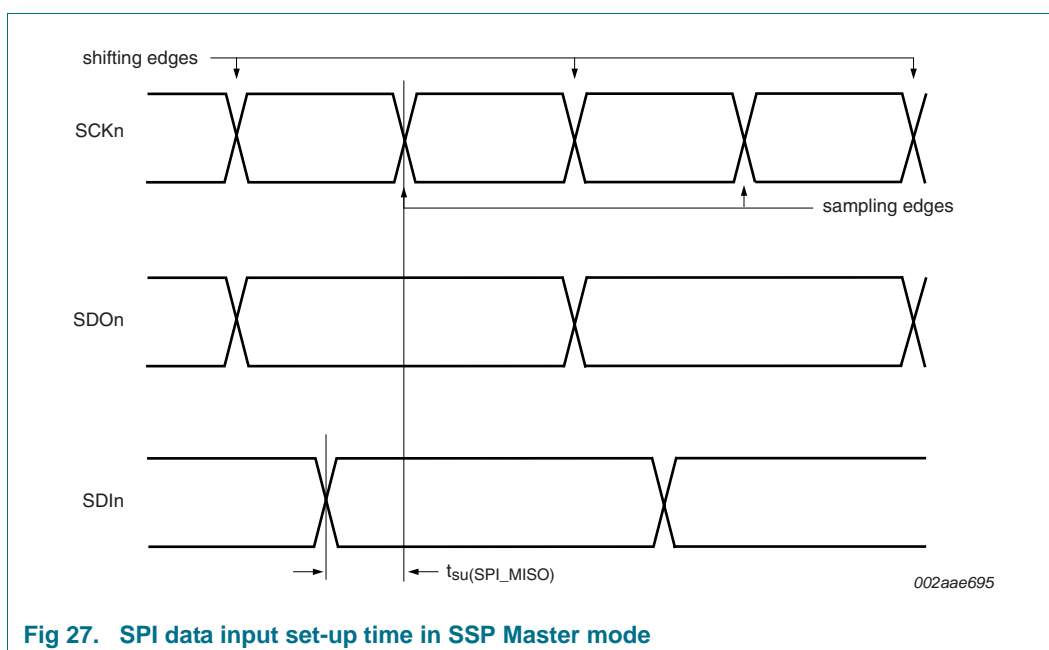 shifting edges
SCKn
sampling edges
SDOn
SDIn
tsu(SPI_MISO)
002aae695
Fig 27. SPI data input set-up time in SSP Master mode